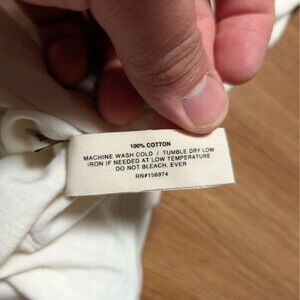 100% COTTON
MACHINE WASH COLD / TUMBLE DRY LOW
IRON IF NEEDED AT LOW TEMPERATURE
DO NOT BLEACH, EVER
RN#156974